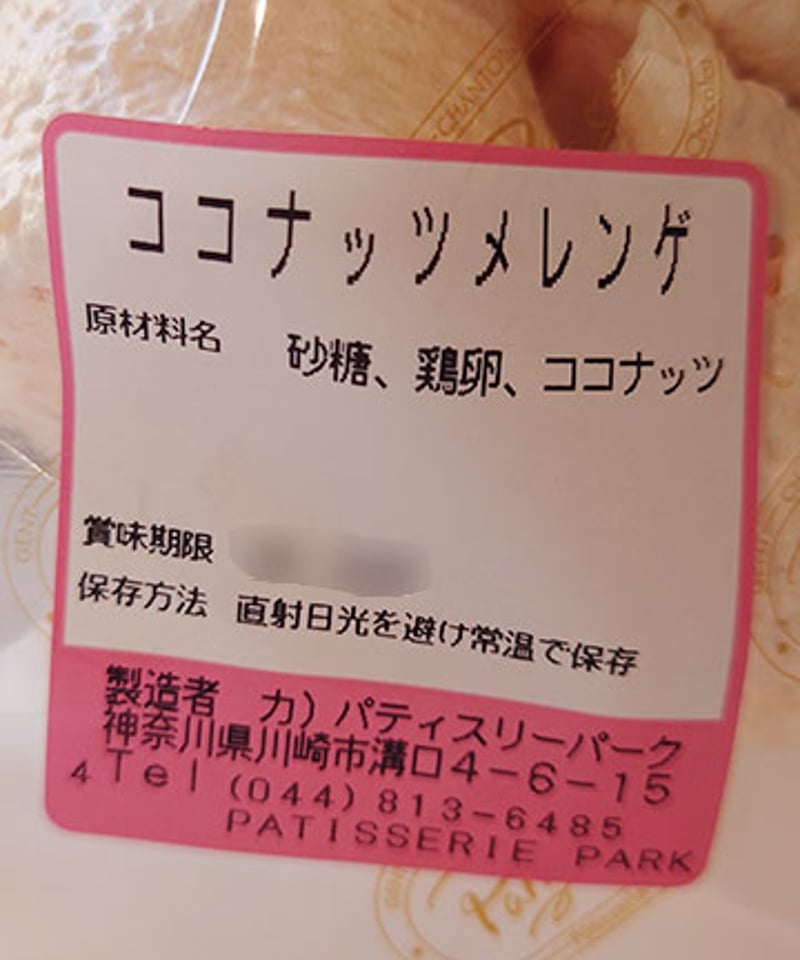 ココナッツメレンゲ
原材料名 砂糖、鶏卵、ココナッツ
賞味期限
保存方法 直射日光を避け常温で保存
製造者 カ）パティスリーパーク
神奈川県川崎市溝口4－6－15
4 Tel (044) 813-6485
PATISSERIE PARK